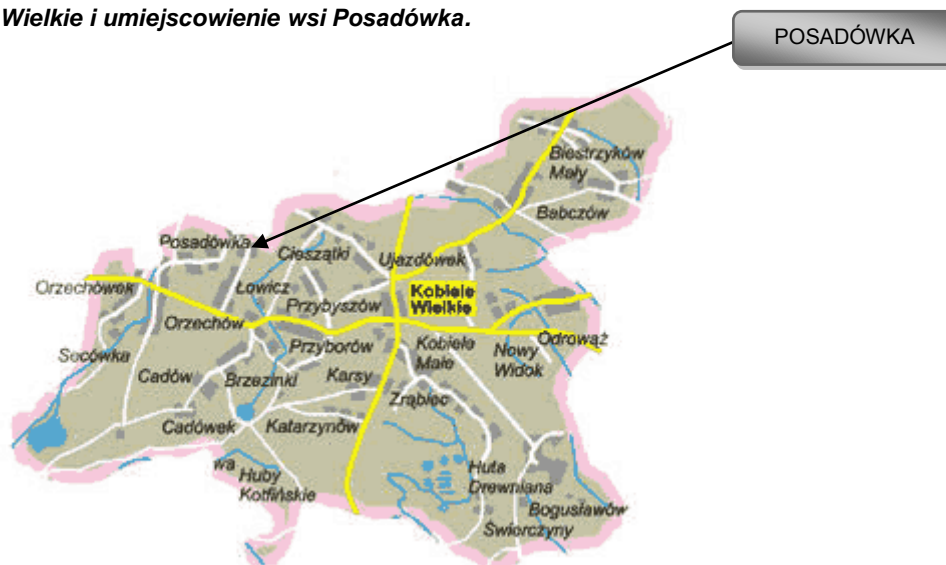 Wielkie i umiejscowienie wsi Posadówka.
POSADÓWKA
Biestrzyków
Mały
Babczów
Posadówka
Cieszątki
Ujazdówek
Orzechówek
Łowicz
Kobiele
Wielkie
Przybyszów
Orzechów
Odrowąż
Przyborów
Kobiele
Małe
Nowy
Widok
Secówka
Cadów
Brzezinki
Karsy
Zrąbiec
Cadówek
Katarzynów
wa
Huby
Kotfińskie
Huta
Drewniana
Bogusławów
Świerczyny